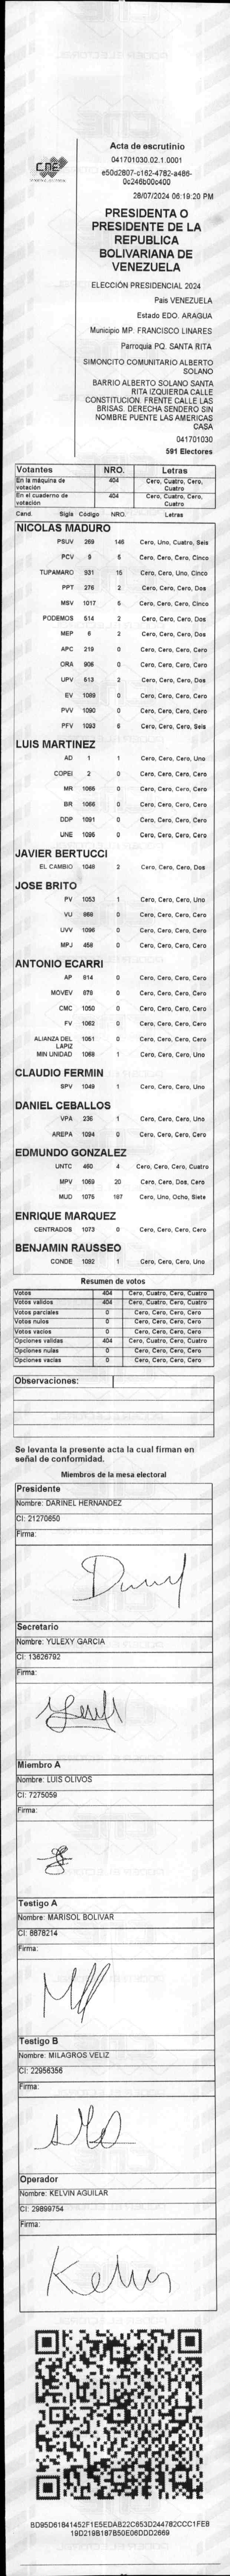 CNE
Acta de escrutinio
041701030.02.1.0001
e50d2807-c162-4782-a486-
0c246b00c400
28/07/2024 06:19:20 PM
PRESIDENTA O
PRESIDENTE DE LA
REPUBLICA
BOLIVARIANA DE
VENEZUELA
ELECCIÓN PRESIDENCIAL 2024
País VENEZUELA
Estado EDO. ARAGUA
Municipio MP. FRANCISCO LINARES
Parroquia PQ. SANTA RITA
SIMONCITO COMUNITARIO ALBERTO
SOLANO
BARRIO ALBERTO SOLANO SANTA
RITA IZQUIERDA CALLE
CONSTITUCIÓN. FRENTE CALLE LAS
BRISAS. DERECHA SENDERO SIN
NOMBRE PUENTE LAS AMERICAS
CASA
041701030
591 Electores
Votantes NRO. Letras
En la máquina de votación 404 Cero, Cuatro, Cero, Cuatro
En el cuaderno de votación 404 Cero, Cuatro, Cero, Cuatro
Cand. Sigla Código NRO. Letras
NICOLAS MADURO
PSUV 269 146 Cero, Uno, Cuatro, Seis
PCV 5 Cero, Cero, Cero, Cinco
TUPAMARO 931 15 Cero, Cero, Uno, Cinco
PPT 276 2 Cero, Cero, Cero, Dos
MSV 1017 5 Cero, Cero, Cero, Cinco
PODEMOS 514 2 Cero, Cero, Cero, Dos
MEP 6 2 Cero, Cero, Cero, Dos
APC 219 0 Cero, Cero, Cero, Cero
ORA 906 0 Cero, Cero, Cero, Cero
UPV 613 2 Cero, Cero, Cero, Dos
EV 1089 0 Cero, Cero, Cero, Cero
PVV 1090 0 Cero, Cero, Cero, Cero
PFV 1093 6 Cero, Cero, Cero, Seis
LUIS MARTINEZ
AD 1 1 Cero, Cero, Cero, Uno
COPEI 2 0 Cero, Cero, Cero, Cero
MR 0 Cero, Cero, Cero, Cero
BR 1066 0 Cero, Cero, Cero, Cero
DDP 1091 0 Cero, Cero, Cero, Cero
UNE 1095 0 Cero, Cero, Cero, Cero
JAVIER BERTUCCI
EL CAMBIO 1048 2 Cero, Cero, Cero, Dos
JOSE BRITO
PV 1053 1 Cero, Cero, Cero, Uno
VU 0 Cero, Cero, Cero, Cero
UVV 1096 0 Cero, Cero, Cero, Cero
MPJ 458 0 Cero, Cero, Cero, Cero
ANTONIO ECARRI
AP 814 0 Cero, Cero, Cero, Cero
MOVEV 878 0 Cero, Cero, Cero, Cero
CMC 1050 0 Cero, Cero, Cero, Cero
FV 1062 0 Cero, Cero, Cero, Cero
ALIANZA DEL LAPIZ 1051 0 Cero, Cero, Cero, Cero
MIN UNIDAD 1068 1 Cero, Cero, Cero, Uno
CLAUDIO FERMIN
SPV 1049 1 Cero, Cero, Cero, Uno
DANIEL CEBALLOS
VPA 236 1 Cero, Cero, Cero, Uno
AREPA 1094 0 Cero, Cero, Cero, Cero
EDMUNDO GONZALEZ
UNTC 460 4 Cero, Cero, Cero, Cuatro
MPV 1069 20 Cero, Cero, Dos, Cero
MUD 1075 187 Cero, Uno, Ocho, Siete
ENRIQUE MARQUEZ
CENTRADOS 1073 0 Cero, Cero, Cero, Cero
BENJAMIN RAUSSEO
CONDE 1092 1 Cero, Cero, Cero, Uno
Resumen de votos
Votos 404 Cero, Cuatro, Cero, Cuatro
Votos validos 404 Cero, Cuatro, Cero, Cuatro
Votos parciales 0 Cero, Cero, Cero, Cero
Votos nulos 0 Cero, Cero, Cero, Cero
Votos vacios 0 Cero, Cero, Cero, Cero
Opciones validas 404 Cero, Cuatro, Cero, Cuatro
Opciones nulas 0 Cero, Cero, Cero, Cero
Opciones vacias 0 Cero, Cero, Cero, Cero
Observaciones:
Se levanta la presente acta la cual firman en
señal de conformidad.
Miembros de la mesa electoral
Presidente
Nombre: DARINEL HERNANDEZ
CI: 21270650
Firma:
Secretario
Nombre: YULEXY GARCIA
CI: 13626792
Firma:
Miembro A
Nombre: LUIS OLIVOS
CI: 7275059
Firma:
Testigo A
Nombre: MARISOL BOLIVAR
CI: 8878214
Firma:
Testigo B
Nombre: MILAGROS VELIZ
CI: 22956356
Firma:
Operador
Nombre: KELVIN AGUILAR
CI: 29899754
Firma:
Kelvin
BD95D61841452F1E5EDAB22C653D244782CCC1FE8
19D219B187B50E06DDD2669